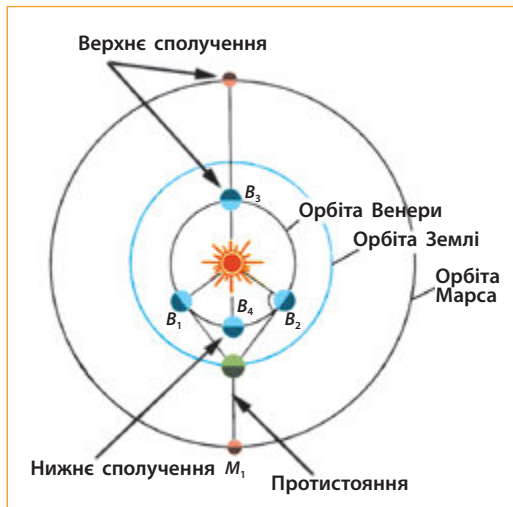 Верхнє сполучення
B₃
Орбіта Венери
Орбіта Землі
Орбіта
Марса
B₁
B₄
B₂
Нижнє сполучення M₁
Протистояння